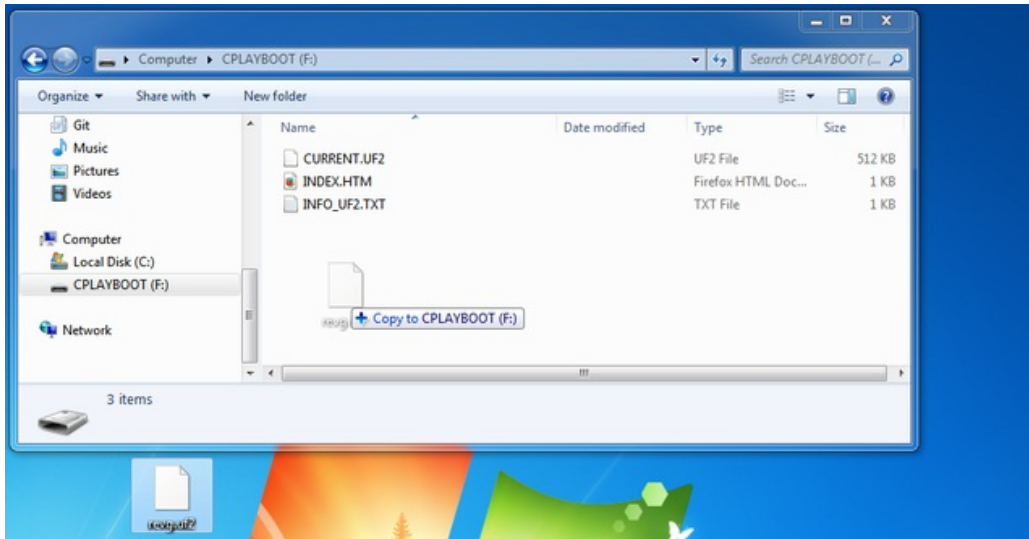 Computer ▸ CPLAYBOOT (F:)
Search CPLAYBOOT (...
Organize Share with New folder
Git
Music
Pictures
Videos
Computer
Local Disk (C:)
CPLAYBOOT (F:)
Network
Name Date modified Type Size
CURRENT.UF2 UF2 File 512 KB
INDEX.HTM Firefox HTML Doc... 1 KB
INFO_UF2.TXT TXT File 1 KB
Copy to CPLAYBOOT (F:)
3 items